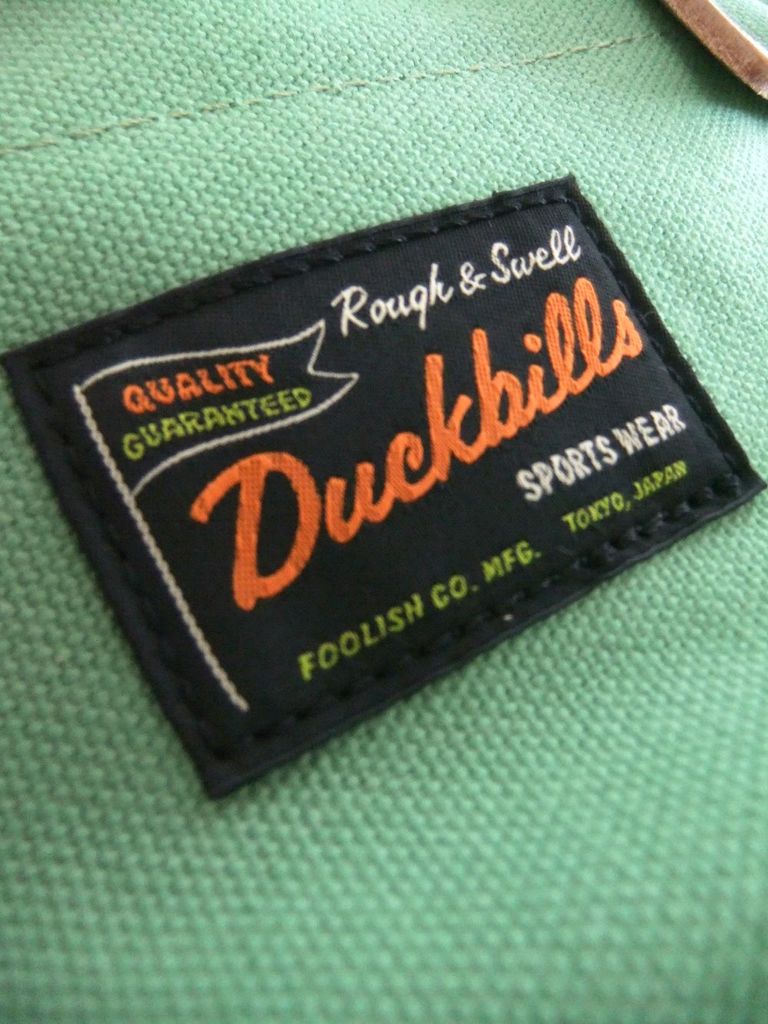 Rough & Swell
QUALITY
GUARANTEED
Duckbills
SPORTS WEAR
FOOLISH CO. MFG. TOKYO, JAPAN